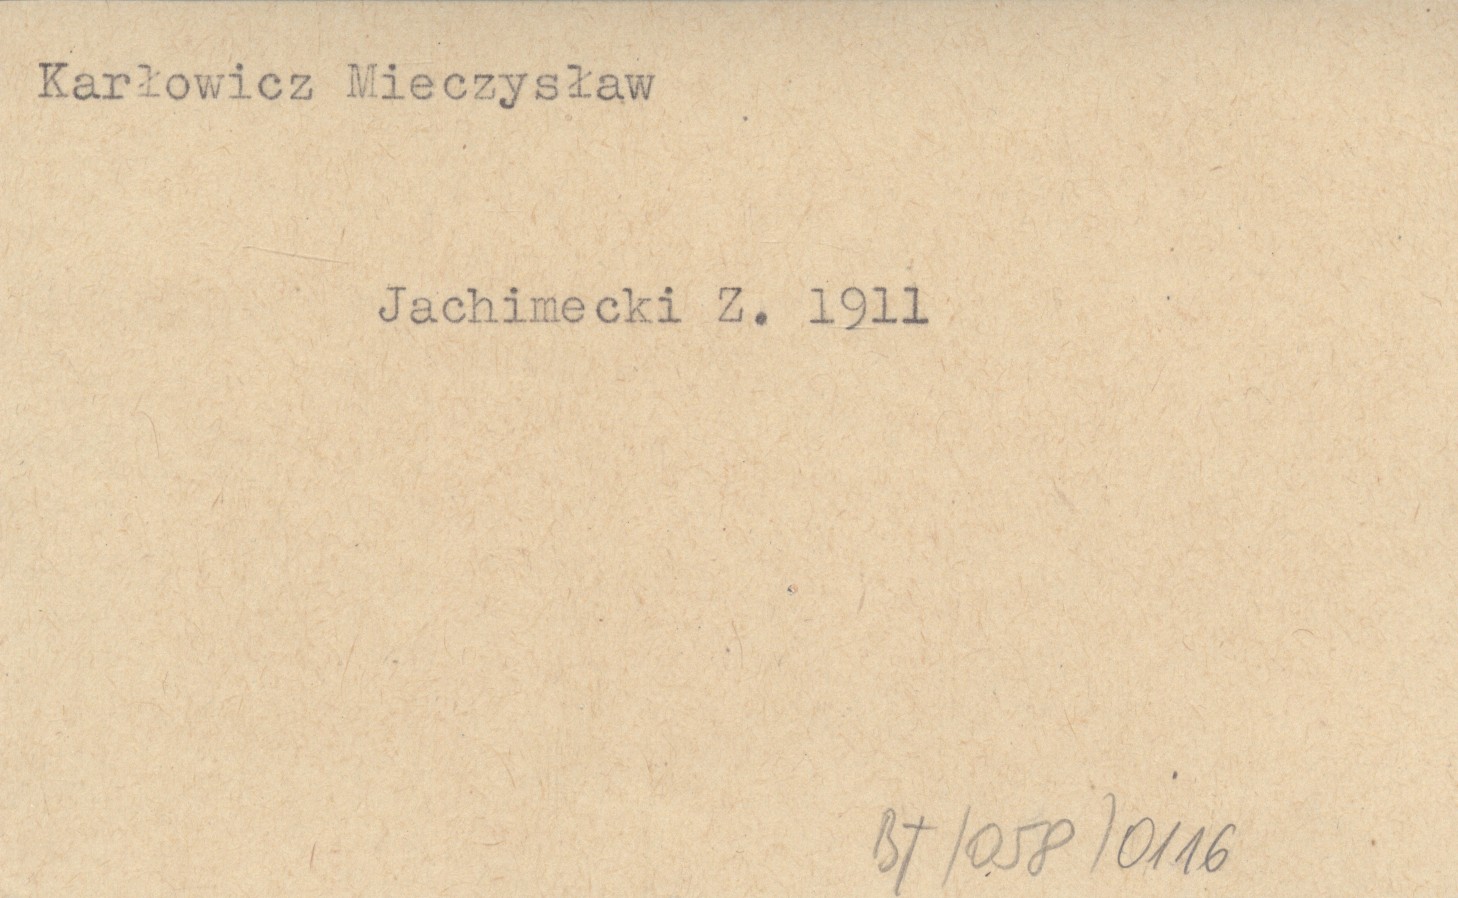 Karłowicz Mieczysław
Jachimecki Z. 1911
BT/058/0116